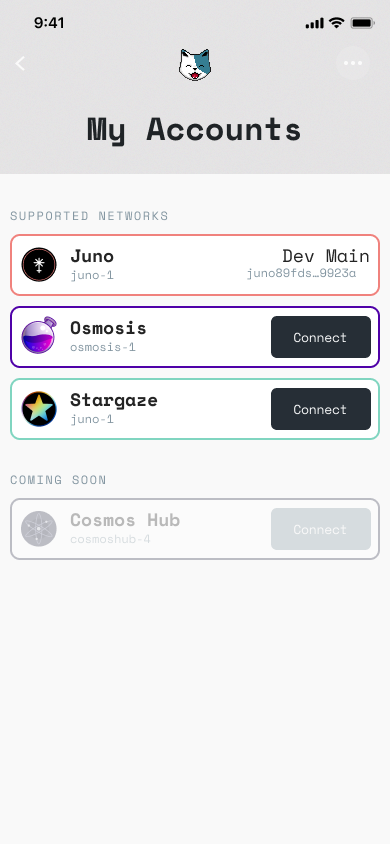 9:41
My Accounts
SUPPORTED NETWORKS
Juno
juno-1
Dev Main
juno89fds…9923a
Osmosis
osmosis-1
Connect
Stargaze
juno-1
Connect
COMING SOON
Cosmos Hub
cosmoshub-4
Connect